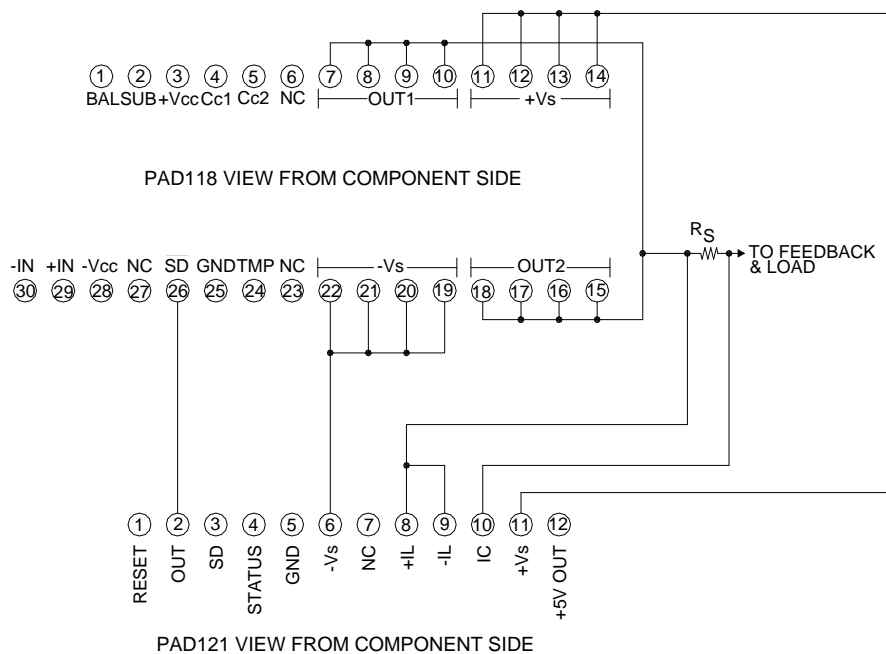 1 2 3 4 5 6 7 8 9 10 11 12 13 14
BAL SUB +Vcc Cc1 Cc2 NC OUT1 +Vs
PAD118 VIEW FROM COMPONENT SIDE
RS
TO FEEDBACK
& LOAD
-IN +IN -Vcc NC SD GND TMP NC -Vs OUT2
30 29 28 27 26 25 24 23 22 21 20 19 18 17 16 15
1 2 3 4 5 6 7 8 9 10 11 12
RESET OUT SD STATUS GND -Vs NC +IL -IL IC +Vs +5V OUT
PAD121 VIEW FROM COMPONENT SIDE